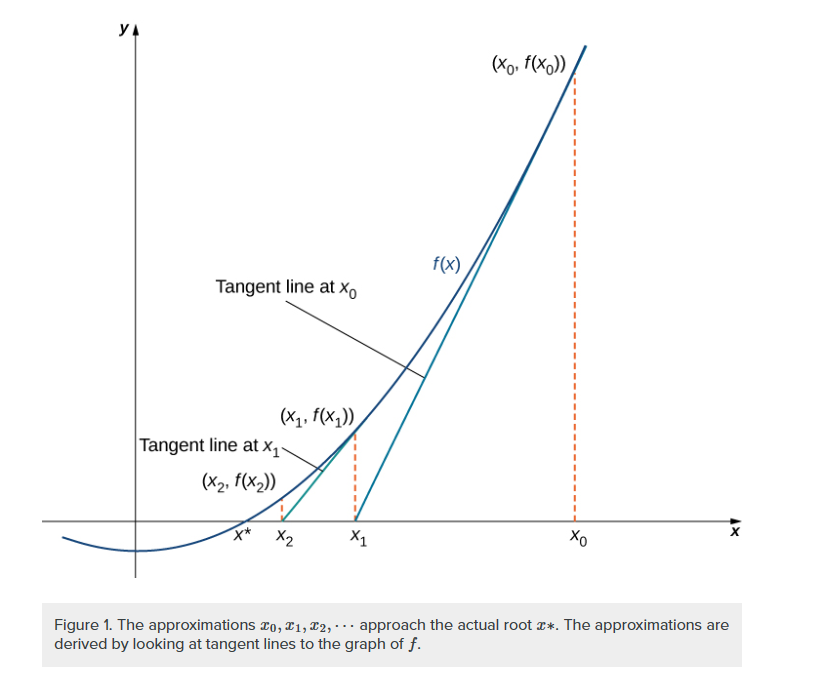 y
(x₀, f(x₀))
f(x)
Tangent line at x₀
(x₁, f(x₁))
Tangent line at x₁
(x₂, f(x₂))
x* x₂ x₁ x₀ x
Figure 1. The approximations x₀, x₁, x₂, ··· approach the actual root x∗. The approximations are
derived by looking at tangent lines to the graph of f.